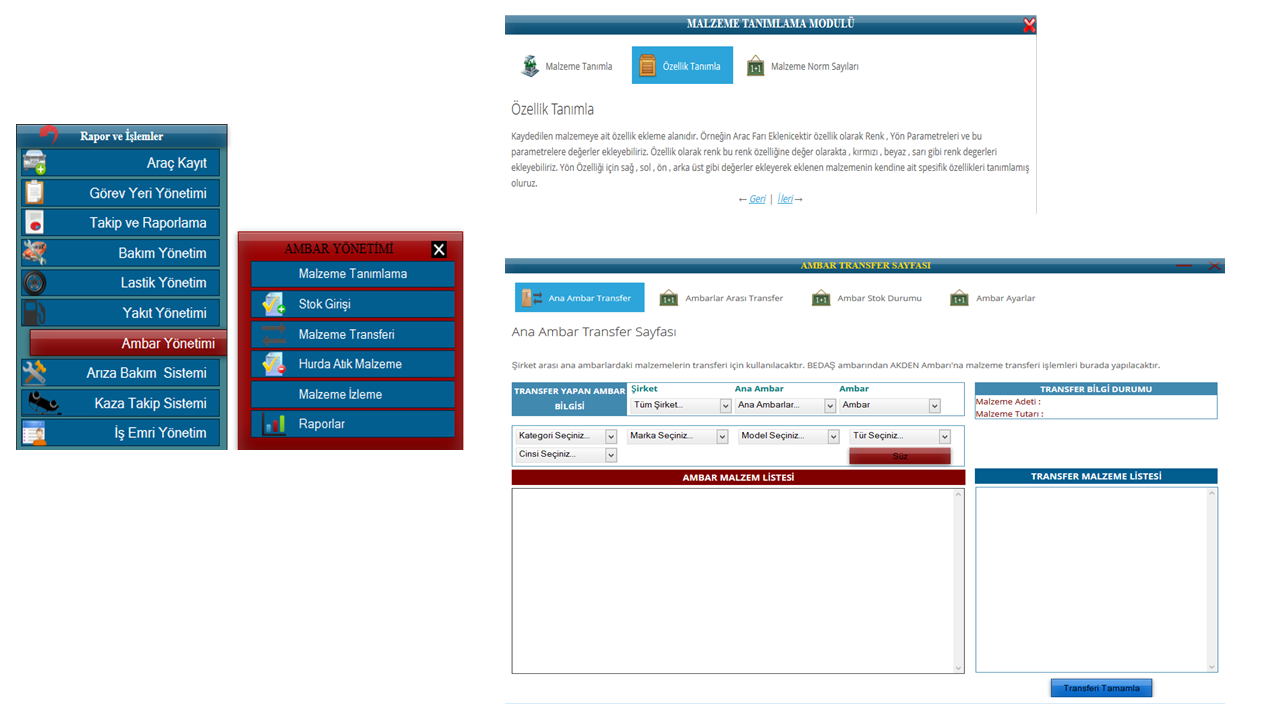 Rapor ve İşlemler
Araç Kayıt
Görev Yeri Yönetimi
Takip ve Raporlama
Bakım Yönetim
Lastik Yönetim
Yakıt Yönetimi
Ambar Yönetimi
Arıza Bakım Sistemi
Kaza Takip Sistemi
İş Emri Yönetim
AMBAR YÖNETİMİ
Malzeme Tanımlama
Stok Girişi
Malzeme Transferi
Hurda Atık Malzeme
Malzeme İzleme
Raporlar
MALZEME TANIMLAMA MODULÜ
Malzeme Tanımla Özellik Tanımla 1+1 Malzeme Norm Sayıları
Özellik Tanımla
Kaydedilen malzemeye ait özellik ekleme alanıdır. Örneğin Arac Farı Eklenicektir özellik olarak Renk , Yön Parametreleri ve bu
parametrelere değerler ekleyebiliriz. Özellik olarak renk bu renk özelliğine değer olarakta , kırmızı , beyaz , sarı gibi renk degerleri
ekleyebiliriz. Yön Özelliği için sağ , sol , ön , arka üst gibi değerler ekleyerek eklenen malzemenin kendine ait spesifik özellikleri tanımlamış
oluruz.
← Geri | İleri →
AMBAR TRANSFER SAYFASI
Ana Ambar Transfer 1+1 Ambarlar Arası Transfer 1+1 Ambar Stok Durumu 1+1 Ambar Ayarlar
Ana Ambar Transfer Sayfası
Şirket arası ana ambarlardaki malzemelerin transferi için kullanılacaktır. BEDAŞ ambarından AKDEN Ambarı'na malzeme transferi işlemleri burada yapılacaktır.
TRANSFER YAPAN AMBAR BİLGİSİ
Şirket Ana Ambar Ambar
Tüm Şirket... Ana Ambarlar... Ambar
TRANSFER BİLGİ DURUMU
Malzeme Adeti :
Malzeme Tutarı :
Kategori Seçiniz... Marka Seçiniz... Model Seçiniz... Tür Seçiniz...
Cinsi Seçiniz... Süz
AMBAR MALZEM LİSTESİ
TRANSFER MALZEME LİSTESİ
Transferi Tamamla